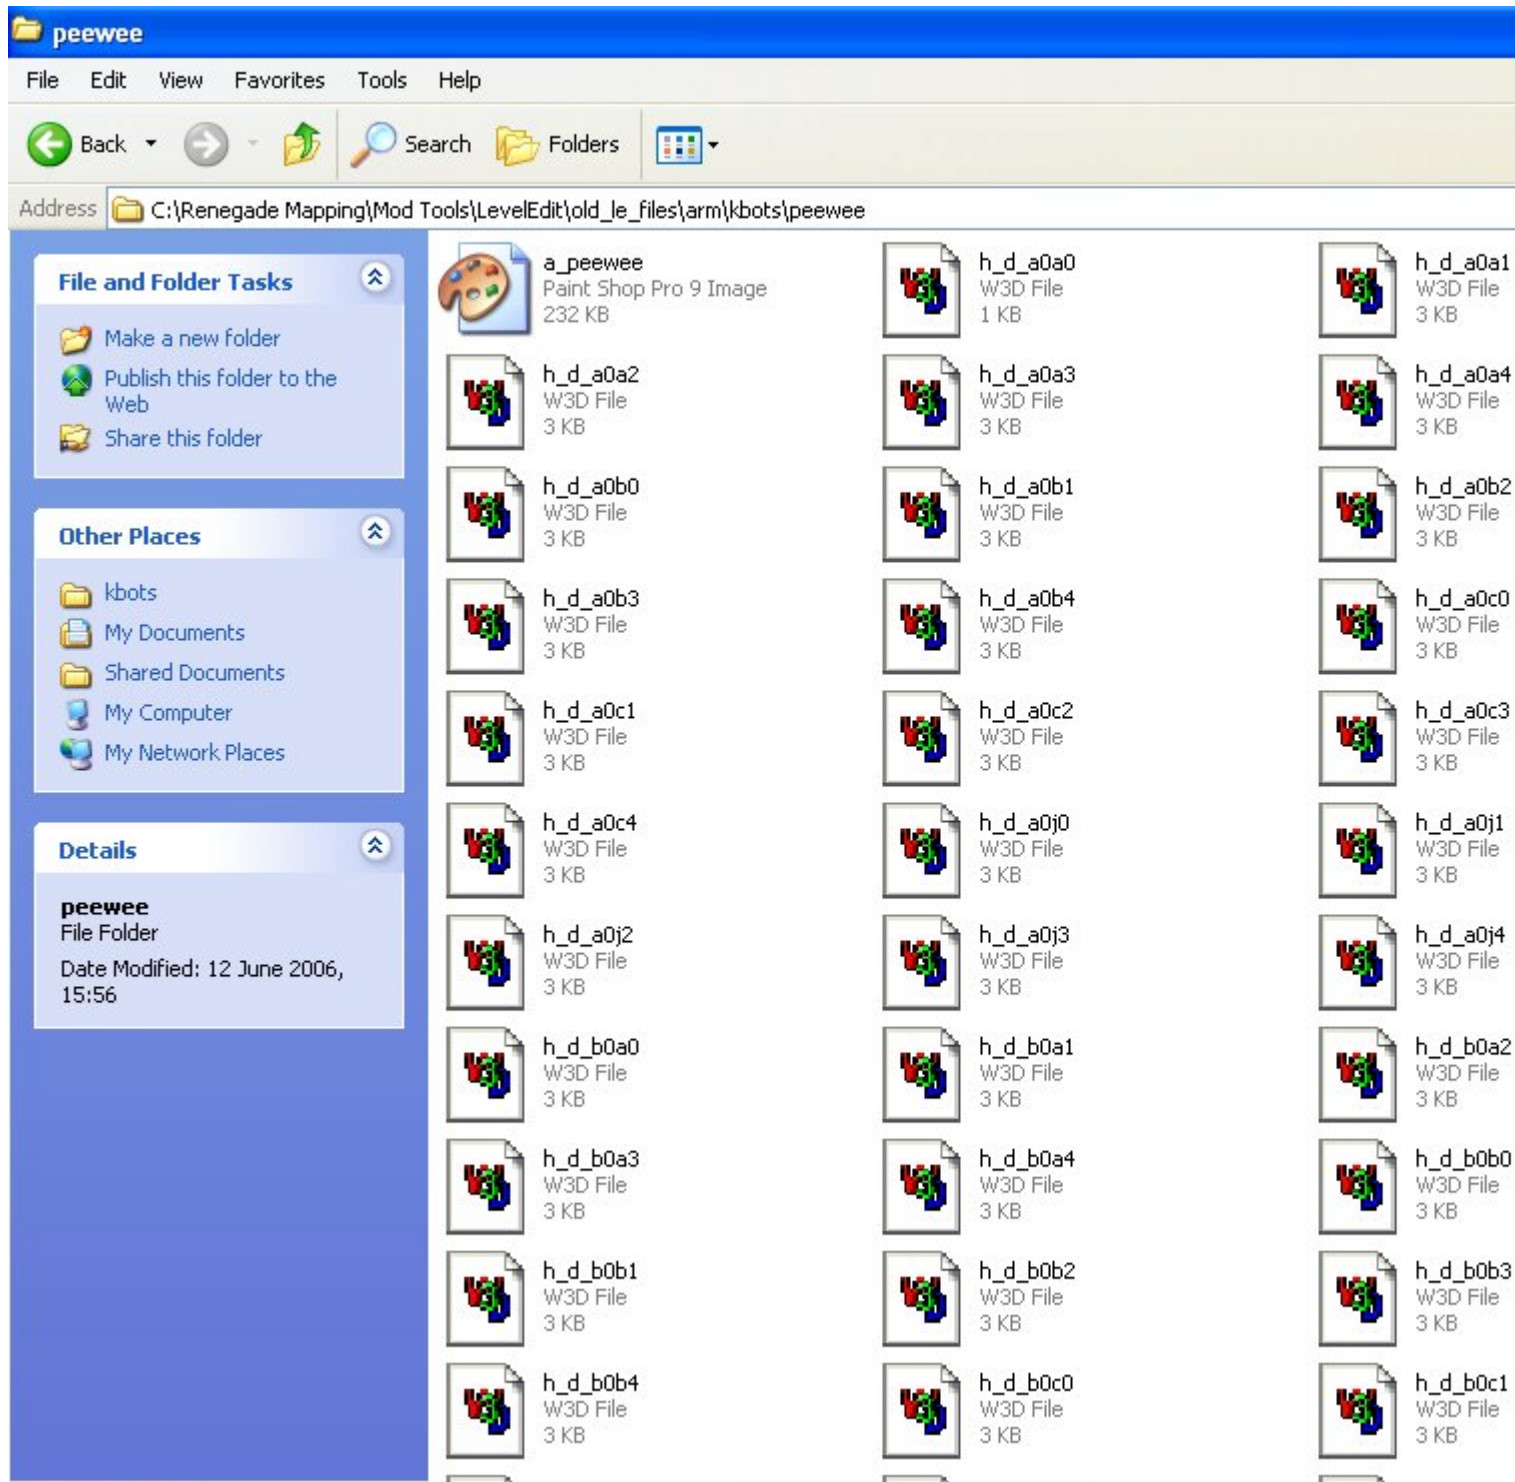 peewee
File Edit View Favorites Tools Help
Back Search Folders
Address C:\Renegade Mapping\Mod Tools\LevelEdit\old_le_files\arm\kbots\peewee
File and Folder Tasks
Make a new folder
Publish this folder to the
Web
Share this folder
Other Places
kbots
My Documents
Shared Documents
My Computer
My Network Places
Details
peewee
File Folder
Date Modified: 12 June 2006,
15:56
a_peewee h_d_a0a0 h_d_a0a1
Paint Shop Pro 9 Image W3D File W3D File
232 KB 1 KB 3 KB
h_d_a0a2 h_d_a0a3 h_d_a0a4
W3D File W3D File W3D File
3 KB 3 KB 3 KB
h_d_a0b0 h_d_a0b1 h_d_a0b2
W3D File W3D File W3D File
3 KB 3 KB 3 KB
h_d_a0b3 h_d_a0b4 h_d_a0c0
W3D File W3D File W3D File
3 KB 3 KB 3 KB
h_d_a0c1 h_d_a0c2 h_d_a0c3
W3D File W3D File W3D File
3 KB 3 KB 3 KB
h_d_a0c4 h_d_a0j0 h_d_a0j1
W3D File W3D File W3D File
3 KB 3 KB 3 KB
h_d_a0j2 h_d_a0j3 h_d_a0j4
W3D File W3D File W3D File
3 KB 3 KB 3 KB
h_d_b0a0 h_d_b0a1 h_d_b0a2
W3D File W3D File W3D File
3 KB 3 KB 3 KB
h_d_b0a3 h_d_b0a4 h_d_b0b0
W3D File W3D File W3D File
3 KB 3 KB 3 KB
h_d_b0b1 h_d_b0b2 h_d_b0b3
W3D File W3D File W3D File
3 KB 3 KB 3 KB
h_d_b0b4 h_d_b0c0 h_d_b0c1
W3D File W3D File W3D File
3 KB 3 KB 3 KB